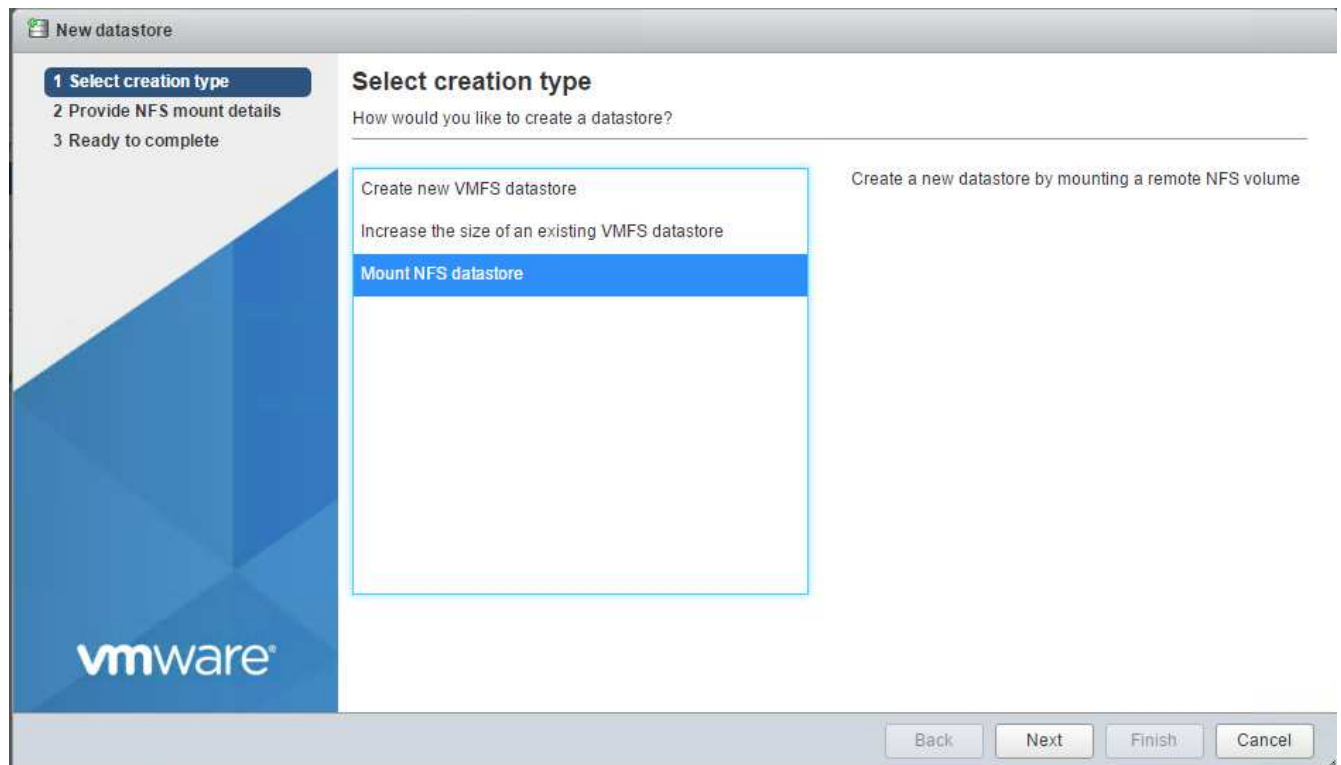 New datastore
1 Select creation type
2 Provide NFS mount details
3 Ready to complete
Select creation type
How would you like to create a datastore?
Create new VMFS datastore
Increase the size of an existing VMFS datastore
Mount NFS datastore
Create a new datastore by mounting a remote NFS volume
vmware®
Back Next Finish Cancel